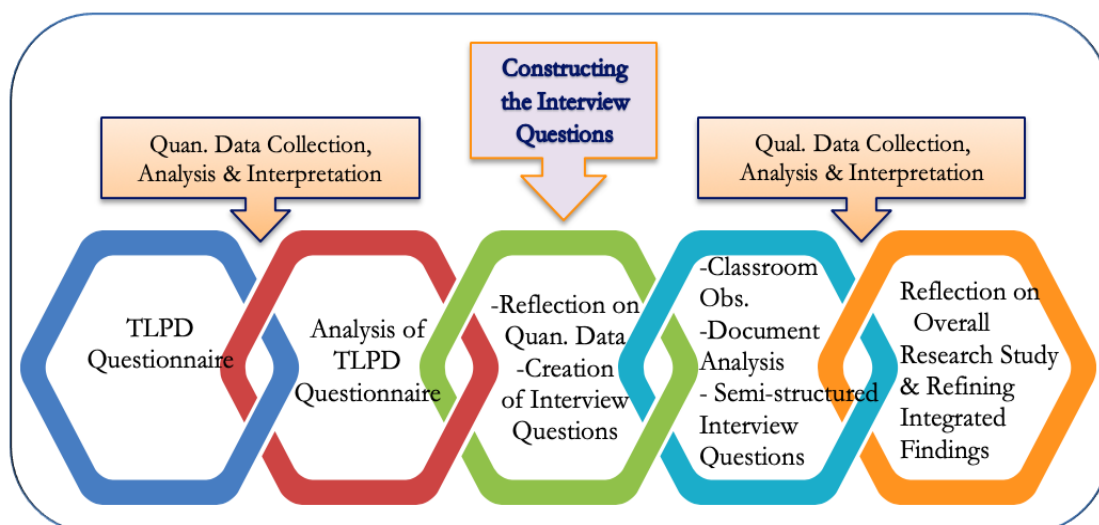 Constructing
the Interview
Questions
Quan. Data Collection,
Analysis & Interpretation
Qual. Data Collection,
Analysis & Interpretation
TLPD
Questionnaire
Analysis of
TLPD
Questionnaire
-Reflection on
Quan. Data
-Creation
of Interview
Questions
-Classroom
Obs.
-Document
Analysis
- Semi-structured
Interview
Questions
Reflection on
Overall
Research Study
& Refining
Integrated
Findings